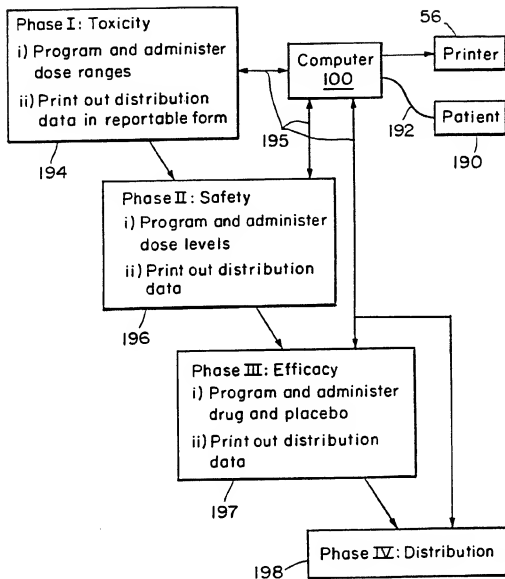 Phase I: Toxicity
i) Program and administer
dose ranges
ii) Print out distribution
data in reportable form
194
Computer
100
56
Printer
192
Patient
190
195
Phase II: Safety
i) Program and administer
dose levels
ii) Print out distribution
data
196
Phase III: Efficacy
i) Program and administer
drug and placebo
ii) Print out distribution
data
197
Phase IV: Distribution
198